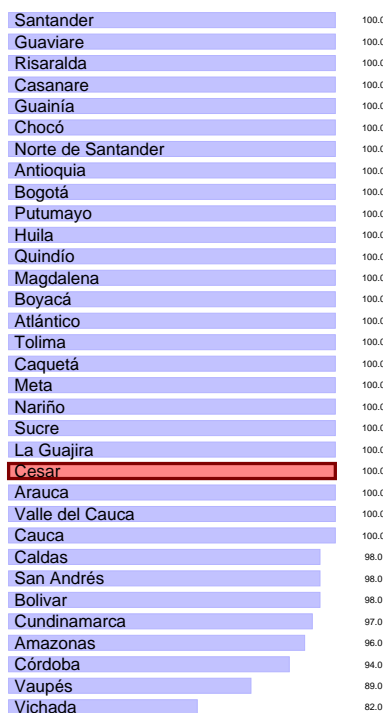 Santander 100.0
Guaviare 100.0
Risaralda 100.0
Casanare 100.0
Guainía 100.0
Chocó 100.0
Norte de Santander 100.0
Antioquia 100.0
Bogotá 100.0
Putumayo 100.0
Huila 100.0
Quindío 100.0
Magdalena 100.0
Boyacá 100.0
Atlántico 100.0
Tolima 100.0
Caquetá 100.0
Meta 100.0
Nariño 100.0
Sucre 100.0
La Guajira 100.0
Cesar 100.0
Arauca 100.0
Valle del Cauca 100.0
Cauca 100.0
Caldas 98.0
San Andrés 98.0
Bolivar 98.0
Cundinamarca 97.0
Amazonas 96.0
Córdoba 94.0
Vaupés 89.0
Vichada 82.0